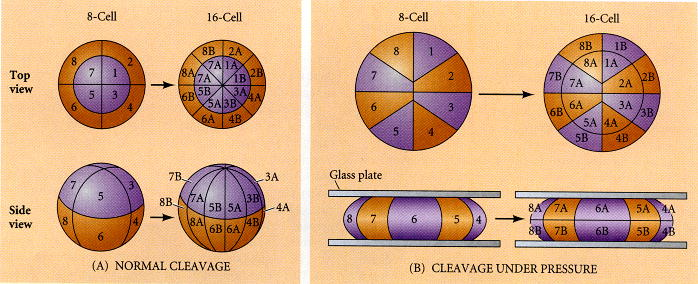 8-Cell 16-Cell
Top view
8 2
7 1
5 3
6 4
8B 2A
8A 7A 1A 2B
7A 1B
5B 3A
6B 5A 3B 4A
6A 4B
Side view
7 3
5
8 4
6
7B 3A
7A 5B 5A 3B
8B 4A
8A 6B 6A 4B
(A) NORMAL CLEAVAGE
8-Cell 16-Cell
8 1
7 2
6 3
5 4
8B 1B
8A 1A
7B 7A 2A 2B
6A 3A
6B 5A 4A 3B
5B 4B
Glass plate
8 7 6 5 4
8A 7A 6A 5A 4A
8B 7B 6B 5B 4B
(B) CLEAVAGE UNDER PRESSURE